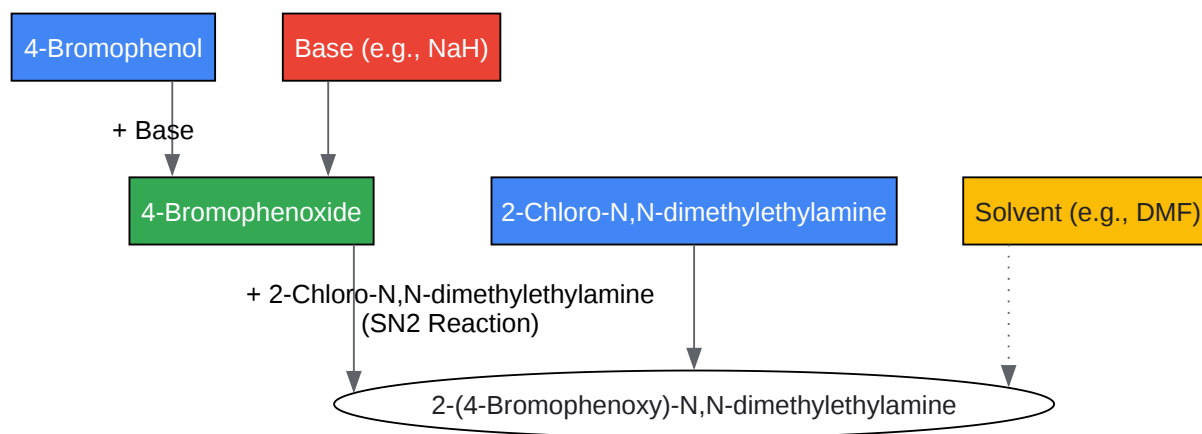 4-Bromophenol
Base (e.g., NaH)
+ Base
4-Bromophenoxide
2-Chloro-N,N-dimethylethylamine
Solvent (e.g., DMF)
+ 2-Chloro-N,N-dimethylethylamine
(SN2 Reaction)
2-(4-Bromophenoxy)-N,N-dimethylethylamine